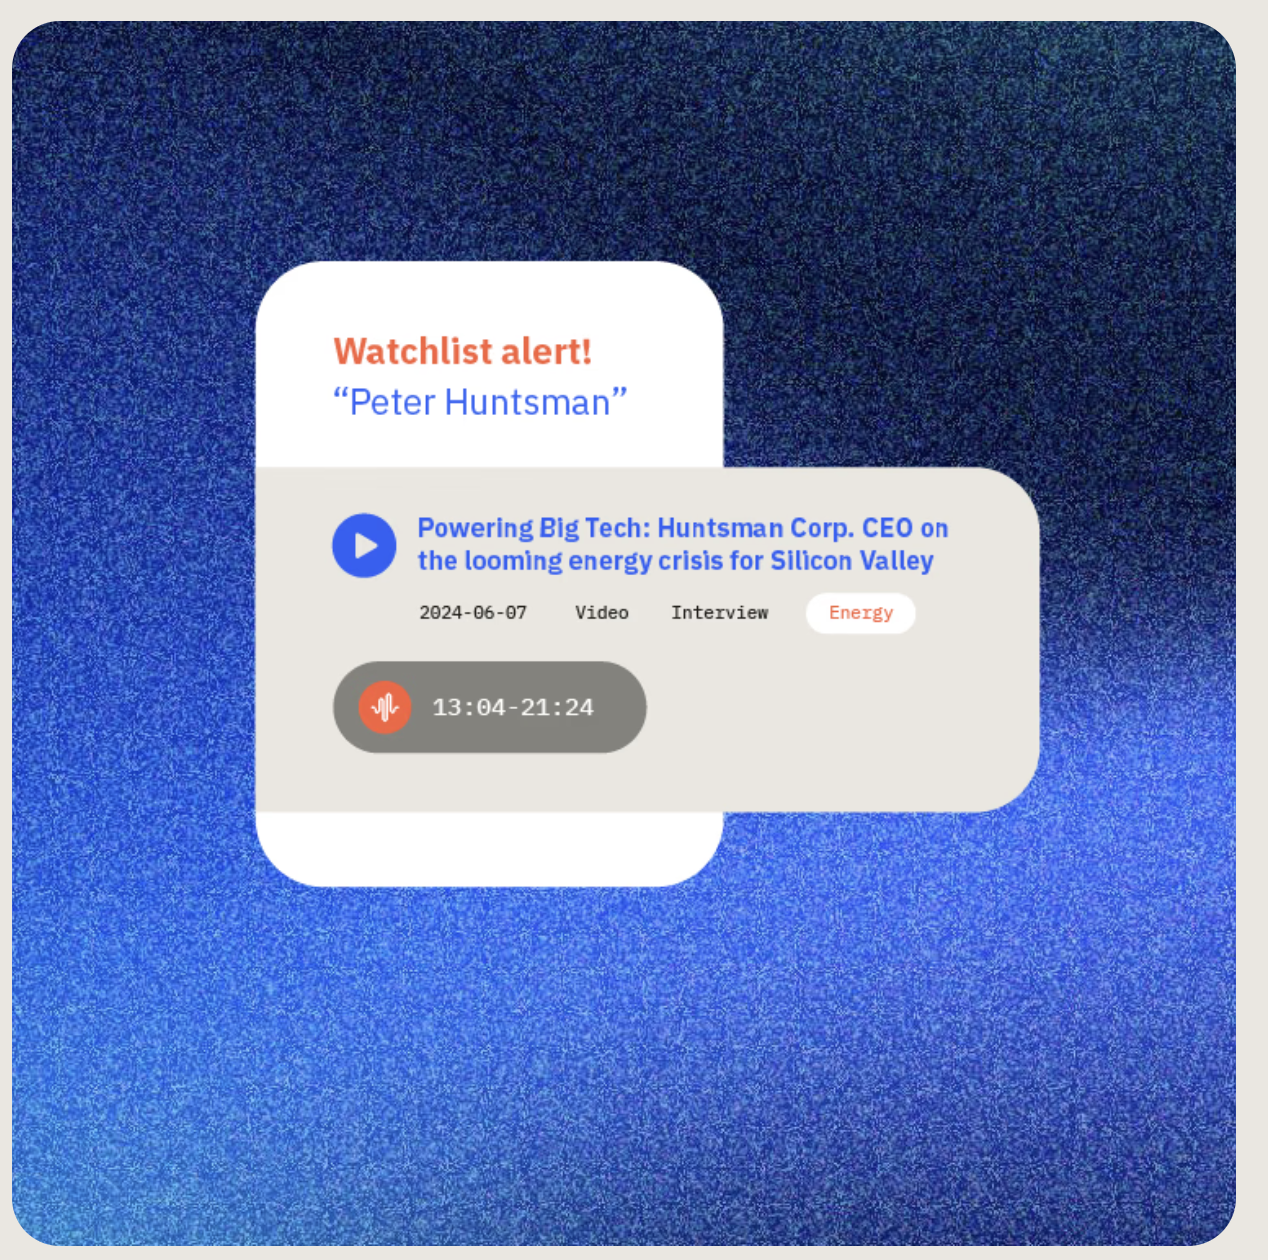 Watchlist alert!
“Peter Huntsman”
Powering Big Tech: Huntsman Corp. CEO on
the looming energy crisis for Silicon Valley
2024-06-07 Video Interview Energy
13:04-21:24